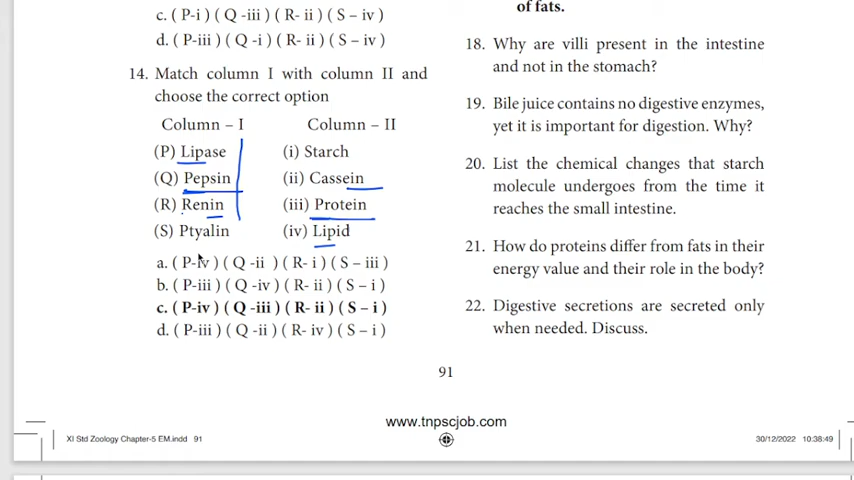 c. ( P-i ) ( Q -iii ) ( R- ii ) ( S – iv )
d. ( P-iii ) ( Q -i ) ( R- ii ) ( S – iv )
14. Match column I with column II and
choose the correct option
Column – I Column – II
(P) Lipase (i) Starch
(Q) Pepsin (ii) Cassein
(R) Renin (iii) Protein
(S) Ptyalin (iv) Lipid
a. ( P-iv ) ( Q -ii ) ( R- i ) ( S – iii )
b. ( P-iii ) ( Q -iv ) ( R- ii ) ( S – i )
c. ( P-iv ) ( Q -iii ) ( R- ii ) ( S – i )
d. ( P-iii ) ( Q -ii ) ( R- iv ) ( S – i )
of fats.
18. Why are villi present in the intestine
and not in the stomach?
19. Bile juice contains no digestive enzymes,
yet it is important for digestion. Why?
20. List the chemical changes that starch
molecule undergoes from the time it
reaches the small intestine.
21. How do proteins differ from fats in their
energy value and their role in the body?
22. Digestive secretions are secreted only
when needed. Discuss.
91
www.tnpscjob.com
XI Std Zoology Chapter-5 EM.indd 91 30/12/2022 10:38:49